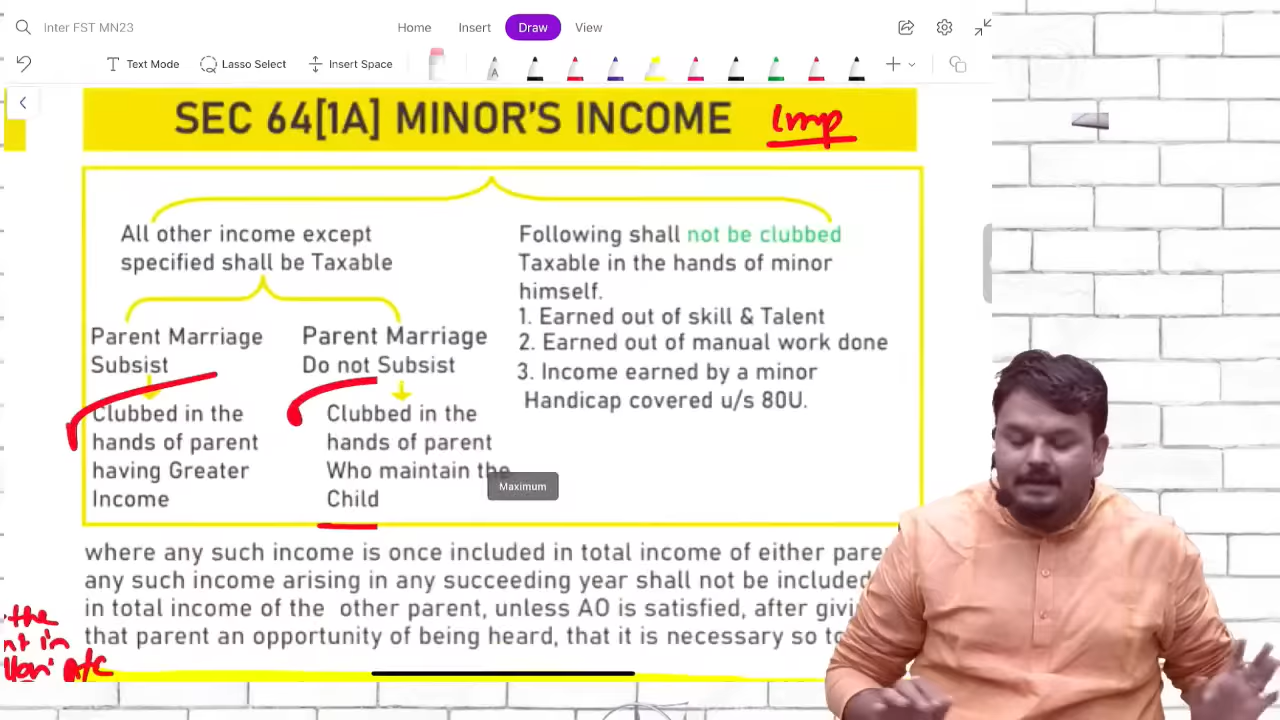 Inter FST MN23
Home
Insert
Draw
View
Text Mode
Lasso Select
Insert Space
SEC 64[1A] MINOR'S INCOME Imp
All other income except
specified shall be Taxable
Parent Marriage
Subsist
Clubbed in the
hands of parent
having Greater
Income
Parent Marriage
Do not Subsist
Clubbed in the
hands of parent
Who maintain the
Child
Maximum
Following shall not be clubbed
Taxable in the hands of minor
himself.
1. Earned out of skill & Talent
2. Earned out of manual work done
3. Income earned by a minor
Handicap covered u/s 80U.
where any such income is once included in total income of either
any such income arising in any succeeding year shall not be included
in total income of the other parent, unless AO is satisfied, after
that parent an opportunity of being heard, that it is necessary so
the
in